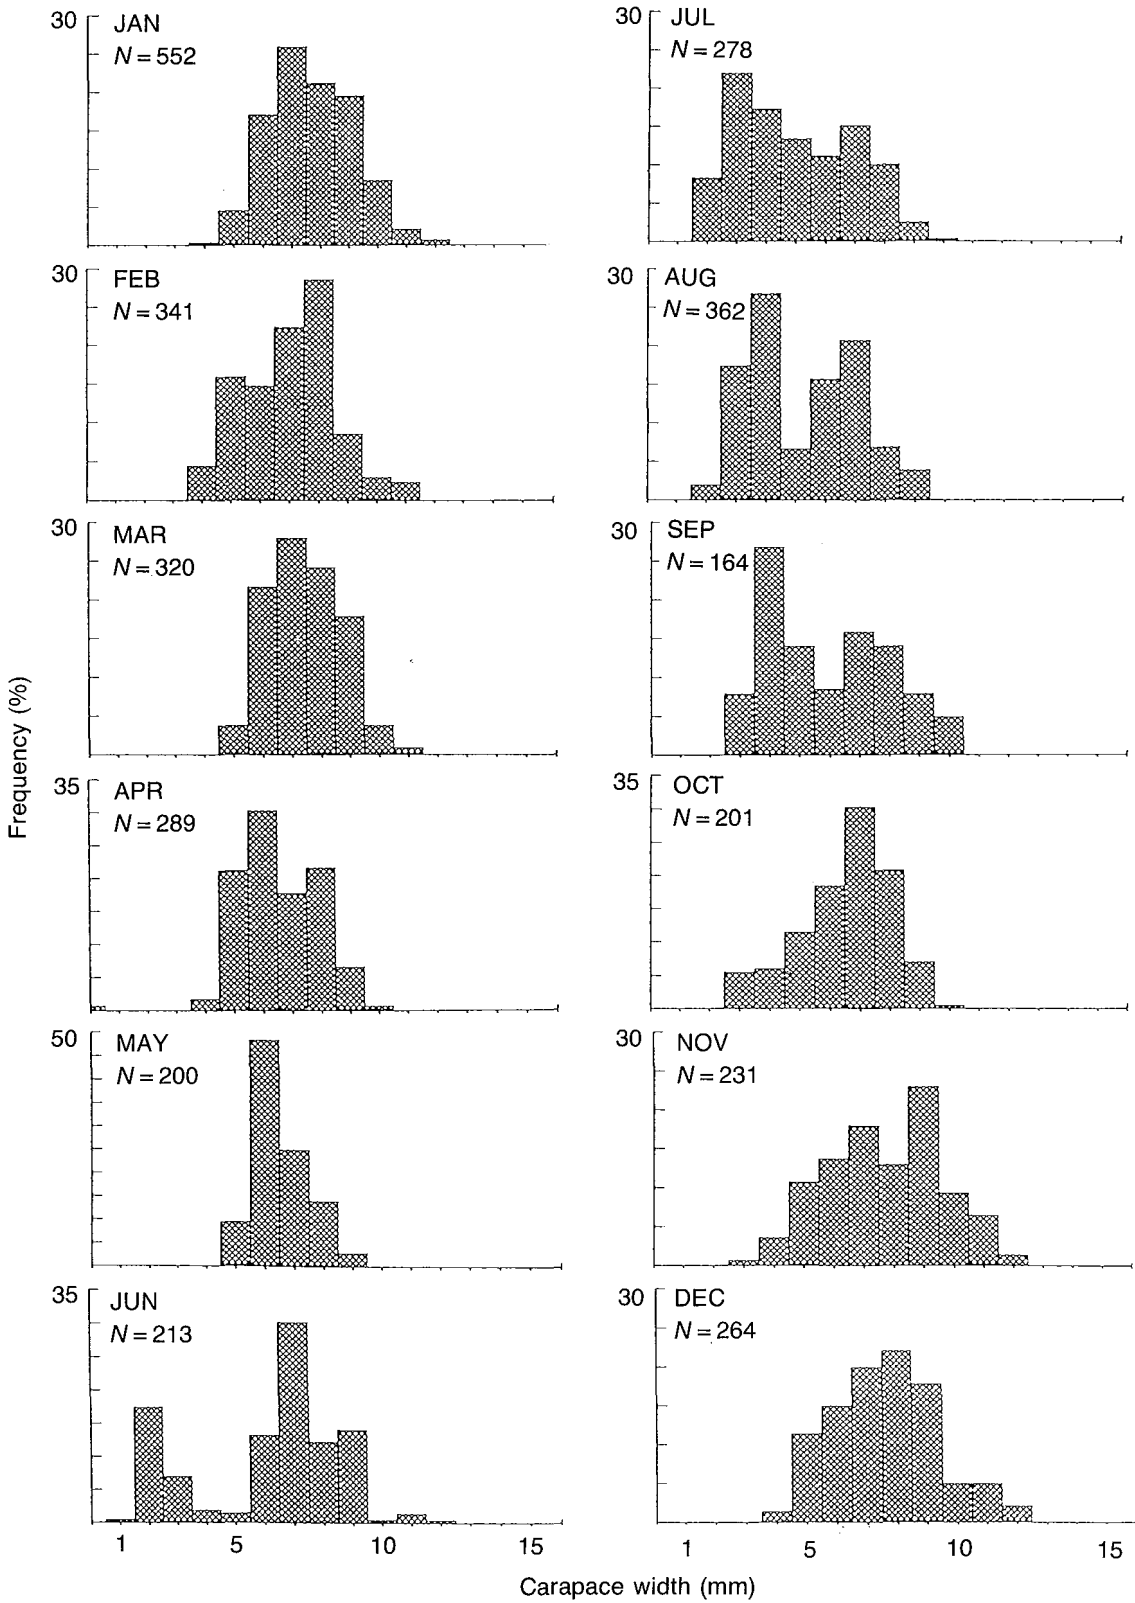 30
JAN
N = 552
30
FEB
N = 341
30
MAR
N = 320
35
APR
N = 289
50
MAY
N = 200
35
JUN
N = 213
1 5 10 15
30
JUL
N = 278
30
AUG
N = 362
30
SEP
N = 164
35
OCT
N = 201
30
NOV
N = 231
30
DEC
N = 264
1 5 10 15
Frequency (%)
Carapace width (mm)